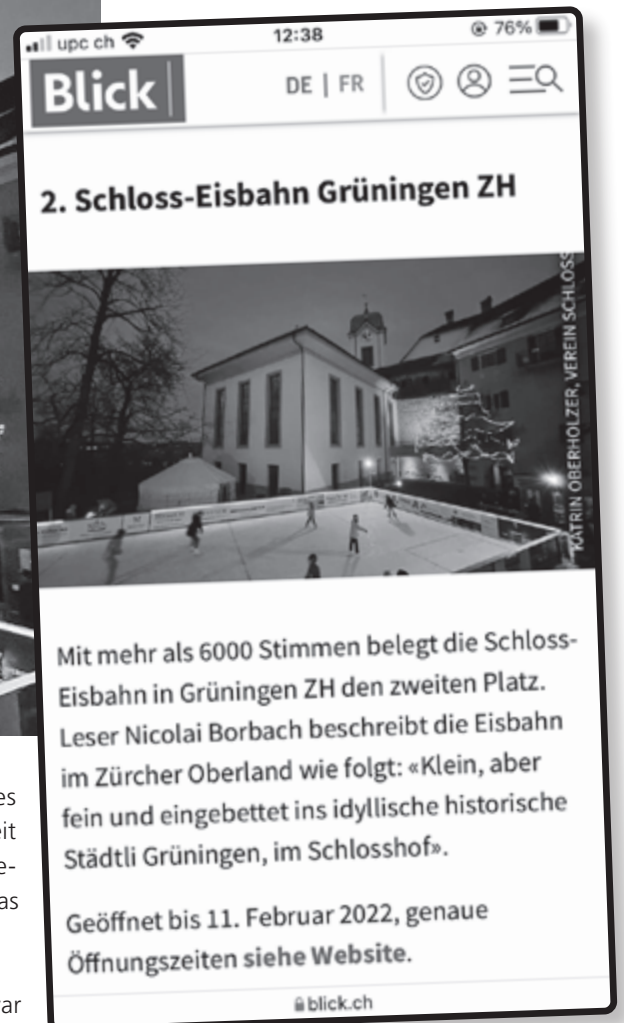 upc ch 12:38 76%
Blick DE | FR
2. Schloss-Eisbahn Grüningen ZH
KATRIN OBERHOLZER, VEREIN SCHLOSS
Mit mehr als 6000 Stimmen belegt die Schloss-
Eisbahn in Grüningen ZH den zweiten Platz.
Leser Nicolai Borbach beschreibt die Eisbahn
im Zürcher Oberland wie folgt: «Klein, aber
fein und eingebettet ins idyllische historische
Städtli Grüningen, im Schlosshof».
Geöffnet bis 11. Februar 2022, genaue
Öffnungszeiten siehe Website.
blick.ch